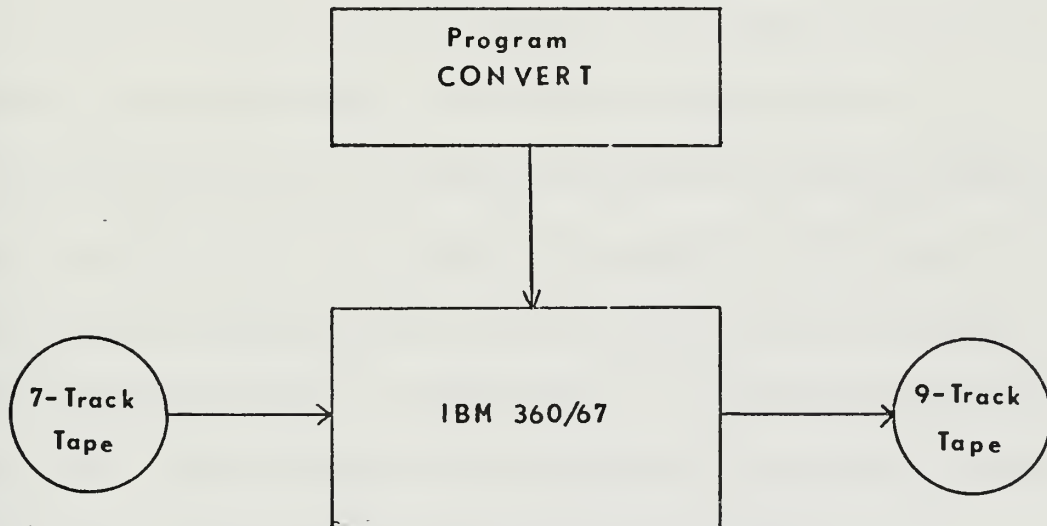 Program
CONVERT
7-Track
Tape
IBM 360/67
9-Track
Tape